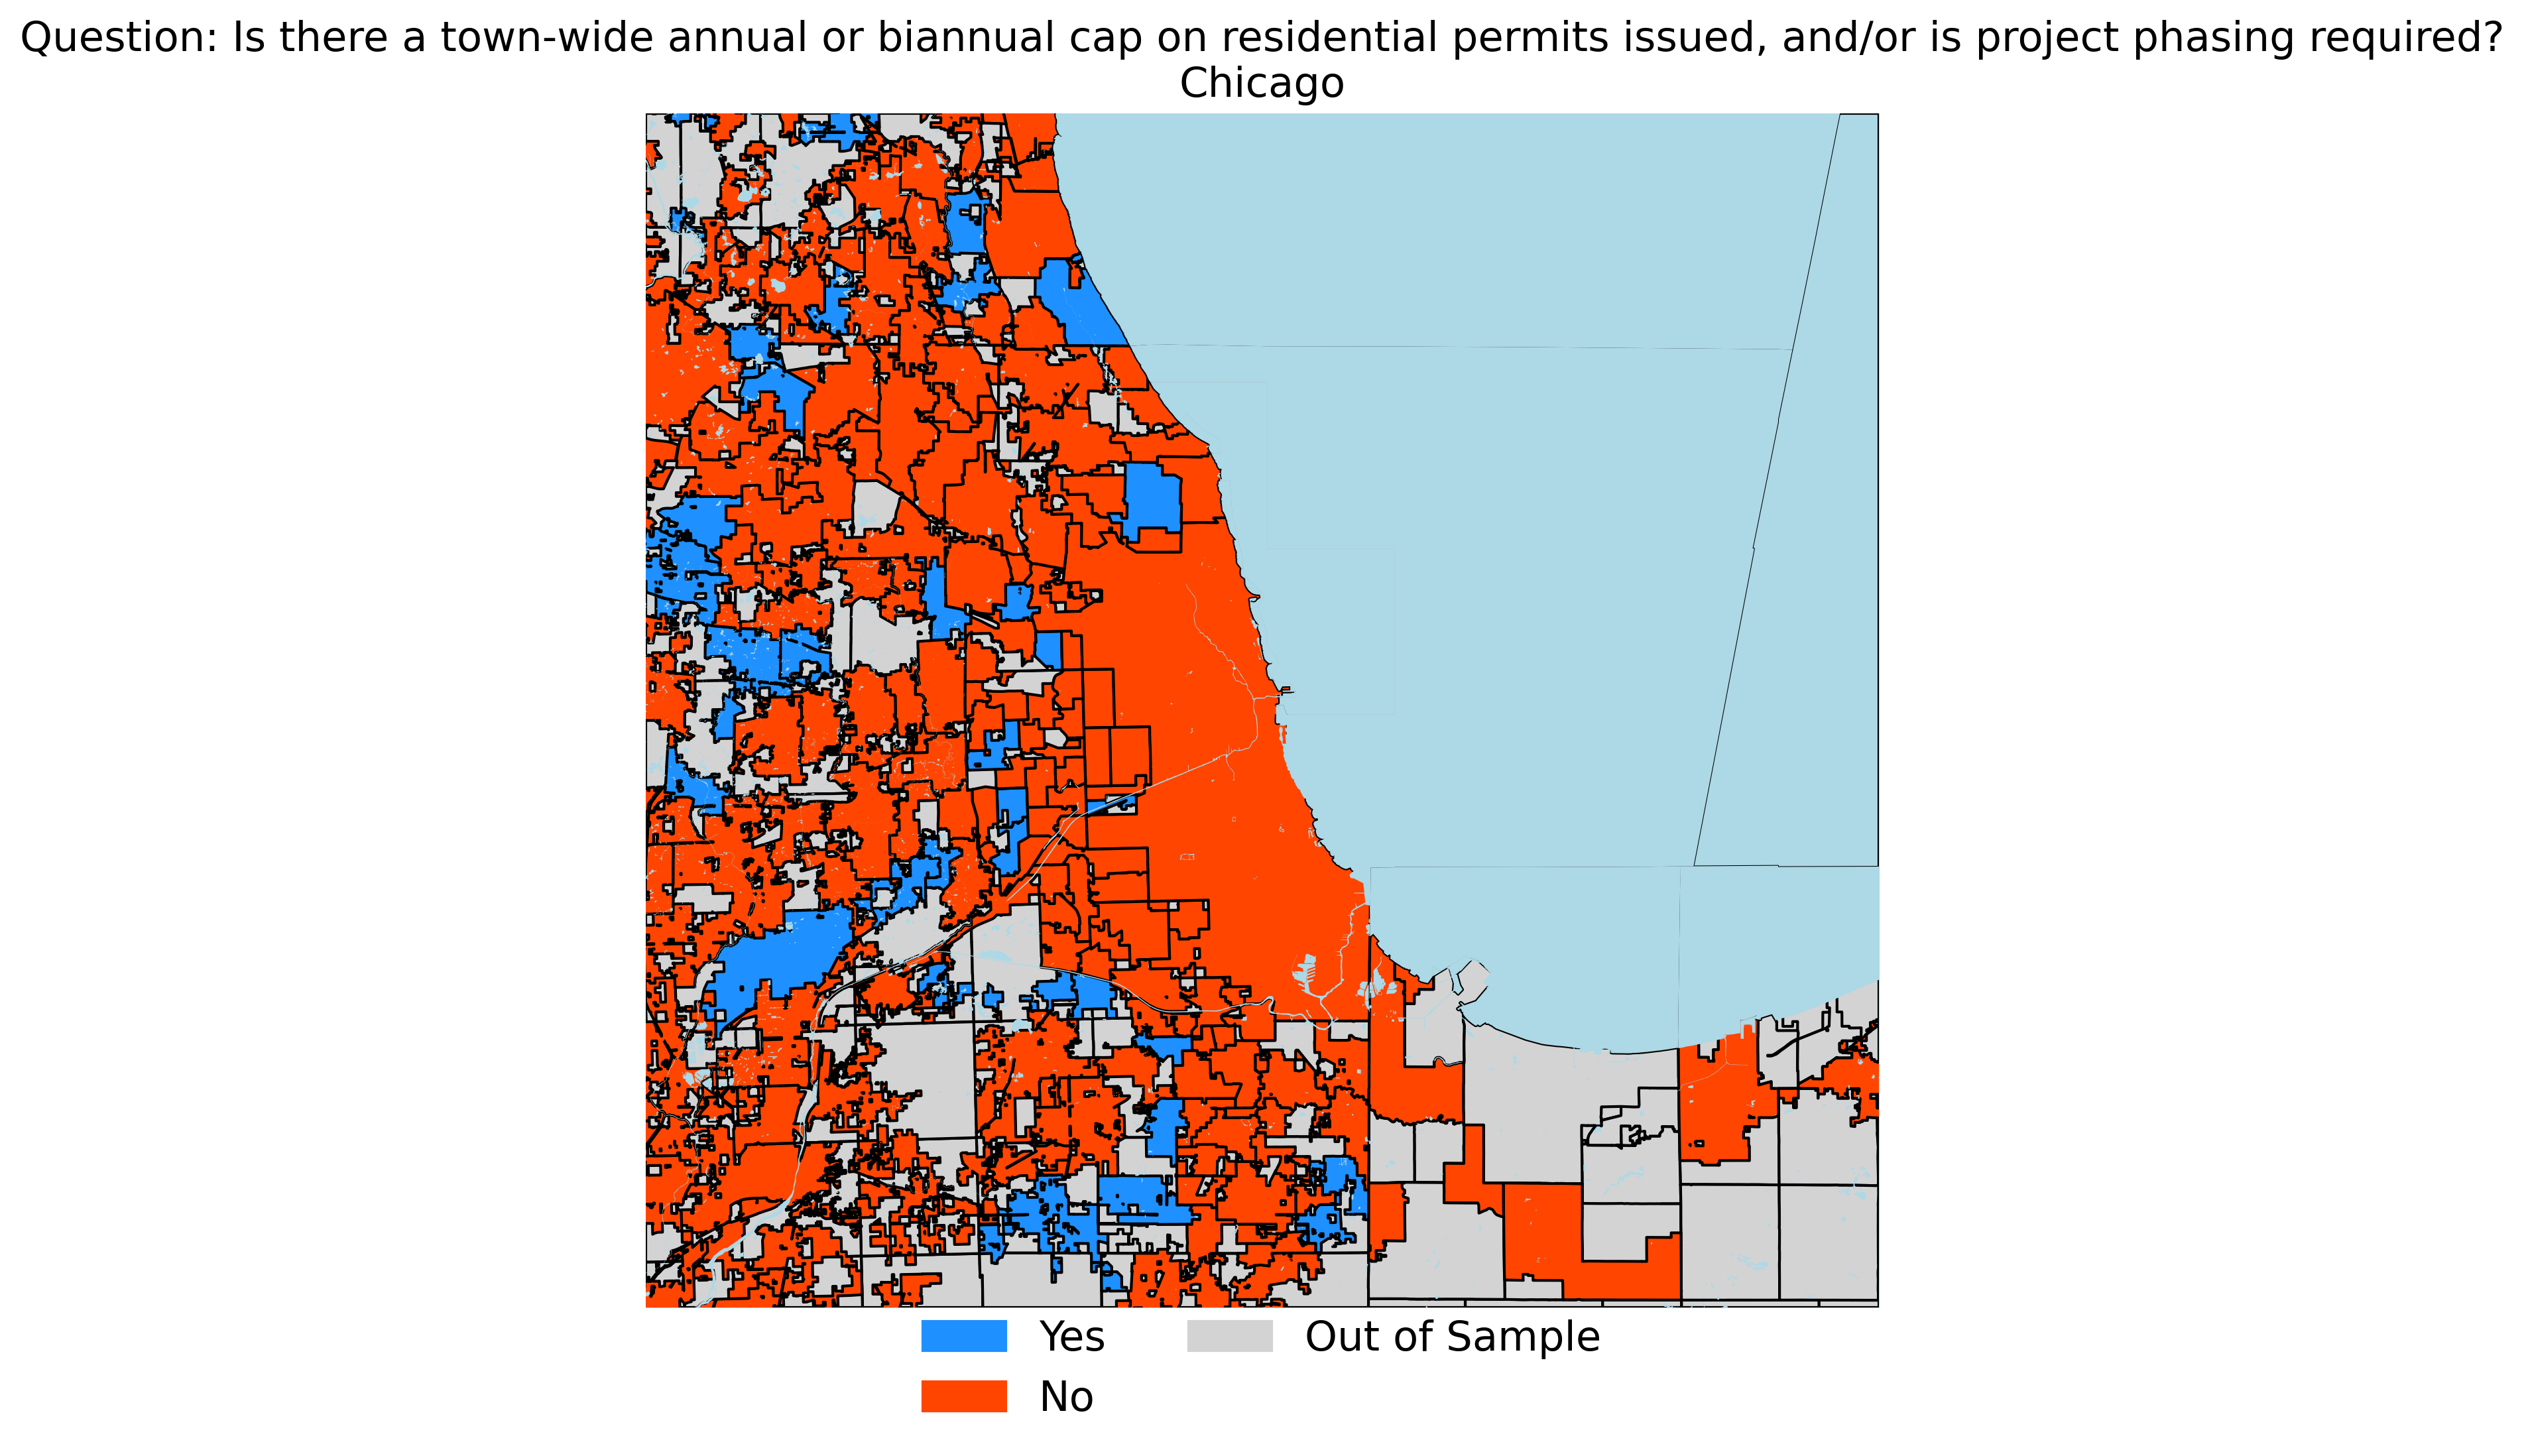 Question: Is there a town-wide annual or biannual cap on residential permits issued, and/or is project phasing required?
Chicago
Yes
Out of Sample
No